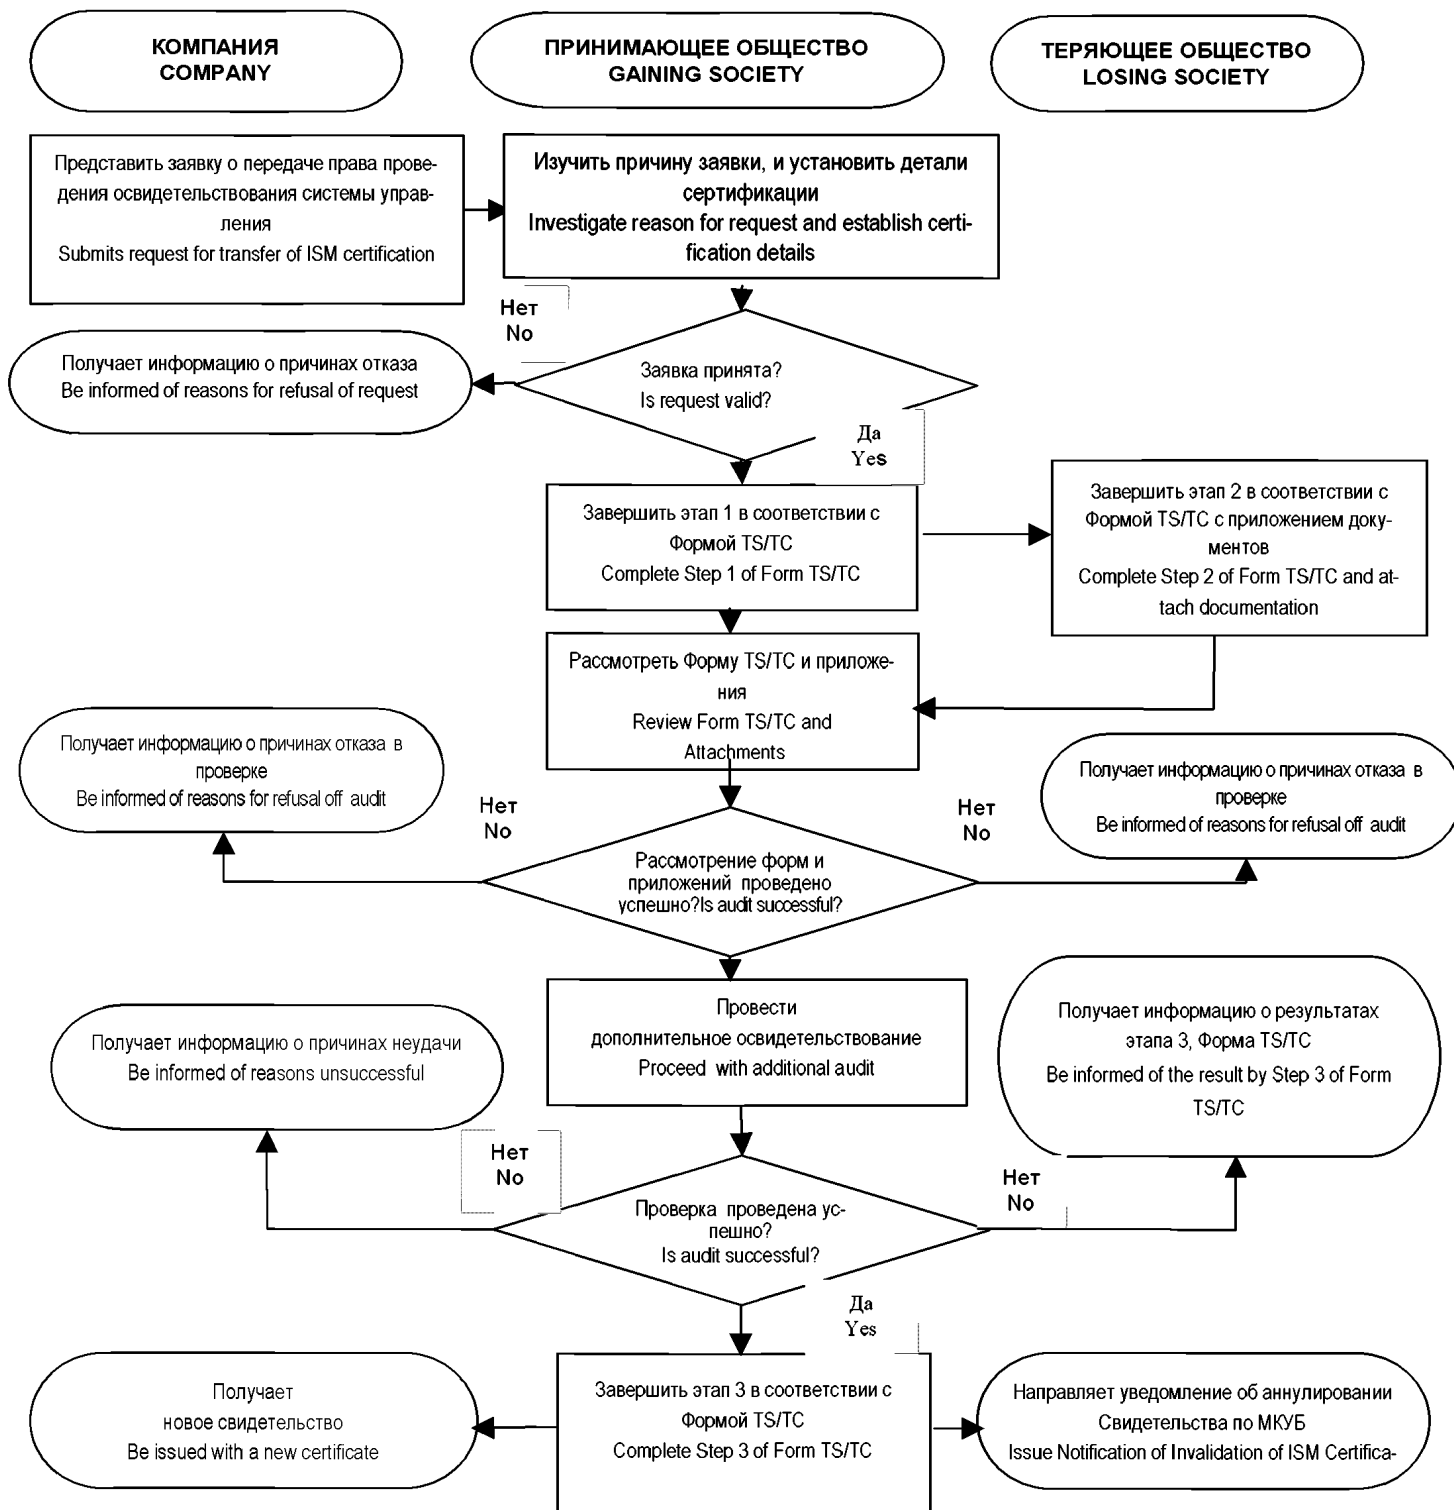 КОМПАНИЯ
COMPANY
ПРИНИМАЮЩЕЕ ОБЩЕСТВО
GAINING SOCIETY
ТЕРЯЮЩЕЕ ОБЩЕСТВО
LOSING SOCIETY
Представить заявку о передаче права прове-
дения освидетельствования системы управ-
ления
Submits request for transfer of ISM certification
Изучить причину заявки, и установить детали
сертификации
Investigate reason for request and establish certi-
fication details
Нет
No
Получает информацию о причинах отказа
Be informed of reasons for refusal of request
Заявка принята?
Is request valid?
Да
Yes
Завершить этап 1 в соответствии с
Формой TS/TC
Complete Step 1 of Form TS/TC
Завершить этап 2 в соответствии с
Формой TS/TC с приложением доку-
ментов
Complete Step 2 of Form TS/TC and at-
tach documentation
Рассмотреть Форму TS/TC и приложе-
ния
Review Form TS/TC and
Attachments
Получает информацию о причинах отказа в
проверке
Be informed of reasons for refusal off audit
Получает информацию о причинах отказа в
проверке
Be informed of reasons for refusal off audit
Нет
No
Нет
No
Рассмотрение форм и
приложений проведено
успешно?Is audit successful?
Провести
дополнительное освидетельствование
Proceed with additional audit
Получает информацию о причинах неудачи
Be informed of reasons unsuccessful
Получает информацию о результатах
этапа 3, Форма TS/TC
Be informed of the result by Step 3 of Form
TS/TC
Нет
No
Нет
No
Проверка проведена ус-
пешно?
Is audit successful?
Да
Yes
Получает
новое свидетельство
Be issued with a new certificate
Завершить этап 3 в соответствии с
Формой TS/TC
Complete Step 3 of Form TS/TC
Направляет уведомление об аннулировании
Свидетельства по МКУБ
Issue Notification of Invalidation of ISM Certifica-